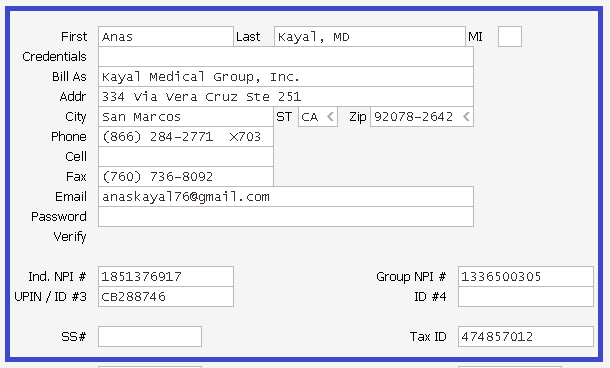 First Anas Last Kayal, MD MI
Credentials
Bill As Kayal Medical Group, Inc.
Addr 334 Via Vera Cruz Ste 251
City San Marcos ST CA < Zip 92078-2642 <
Phone (866) 284-2771 X703
Cell
Fax (760) 736-8092
Email anaskayal76@gmail.com
Password
Verify
Ind. NPI # 1851376917 Group NPI # 1336500305
UPIN / ID #3 CB288746 ID #4
SS# Tax ID 474857012